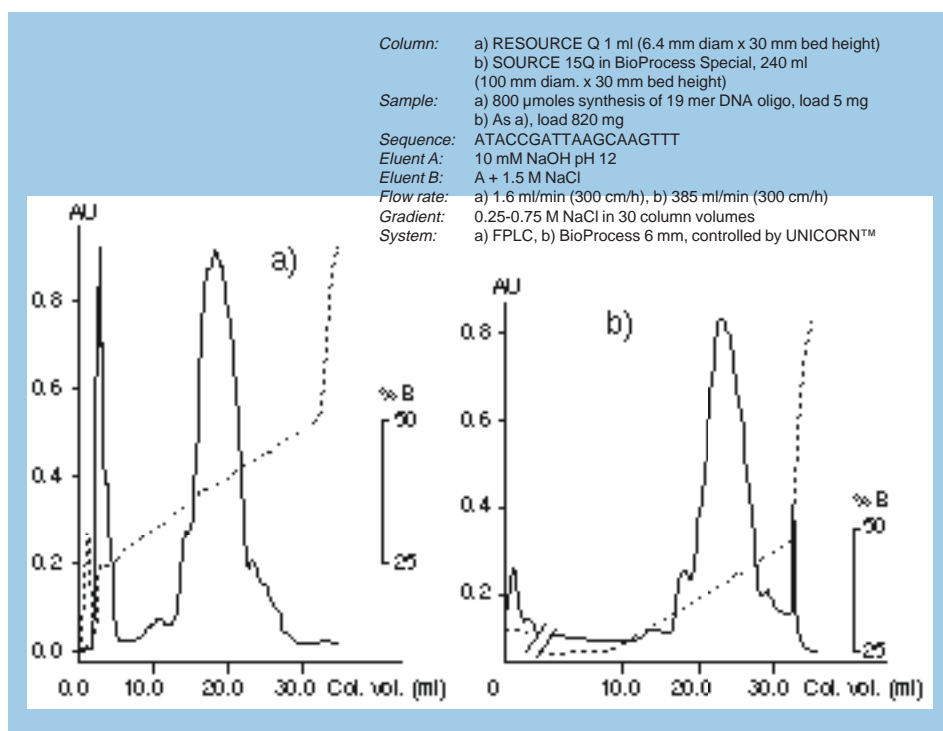 Column: a) RESOURCE Q 1 ml (6.4 mm diam x 30 mm bed height)
b) SOURCE 15Q in BioProcess Special, 240 ml
(100 mm diam. x 30 mm bed height)
Sample: a) 800 µmoles synthesis of 19 mer DNA oligo, load 5 mg
b) As a), load 820 mg
Sequence: ATACCGATTAAGCAAGTTT
Eluent A: 10 mM NaOH pH 12
Eluent B: A + 1.5 M NaCl
Flow rate: a) 1.6 ml/min (300 cm/h), b) 385 ml/min (300 cm/h)
Gradient: 0.25-0.75 M NaCl in 30 column volumes
System: a) FPLC, b) BioProcess 6 mm, controlled by UNICORN™
AU
a)
0.8
0.6
0.4
0.2
0.0
% B
50
25
0.0 10.0 20.0 30.0 Col. vol. (ml)
AU
b)
0.8
0.6
0.4
0.2
% B
50
25
0 10.0 20.0 30.0 Col. vol. (ml)